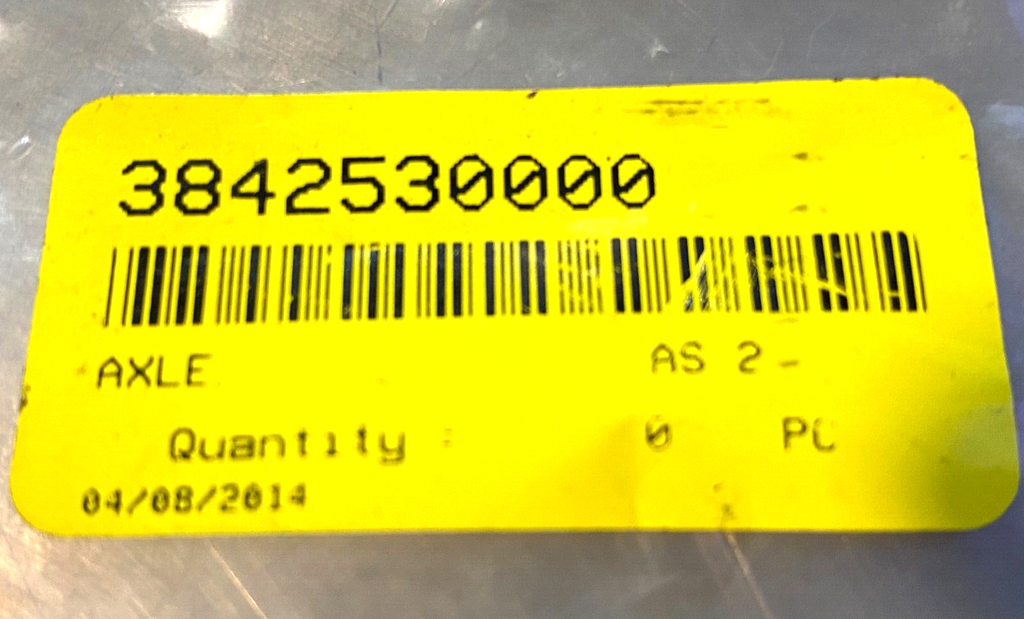 3842530000
AXLE AS 2-
Quantity : 0 PC
04/08/2014